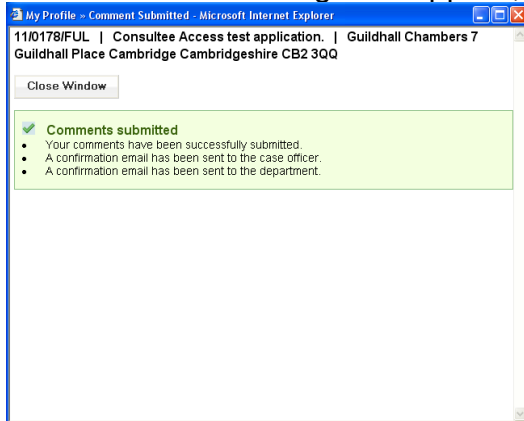 My Profile » Comment Submitted - Microsoft Internet Explorer
11/0178/FUL | Consultee Access test application. | Guildhall Chambers 7
Guildhall Place Cambridge Cambridgeshire CB2 3QQ
Close Window
Comments submitted
• Your comments have been successfully submitted.
• A confirmation email has been sent to the case officer.
• A confirmation email has been sent to the department.